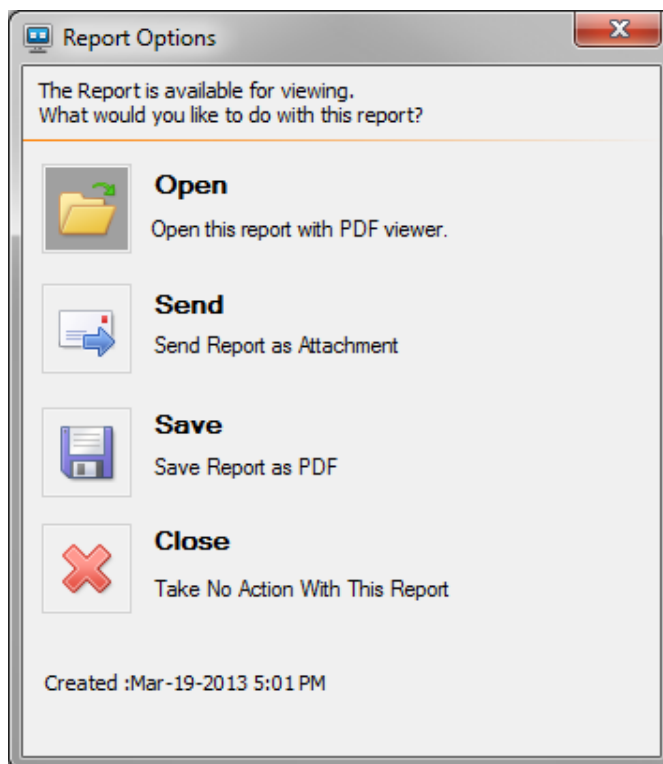 Report Options
The Report is available for viewing.
What would you like to do with this report?
Open
Open this report with PDF viewer.
Send
Send Report as Attachment
Save
Save Report as PDF
Close
Take No Action With This Report
Created :Mar-19-2013 5:01 PM